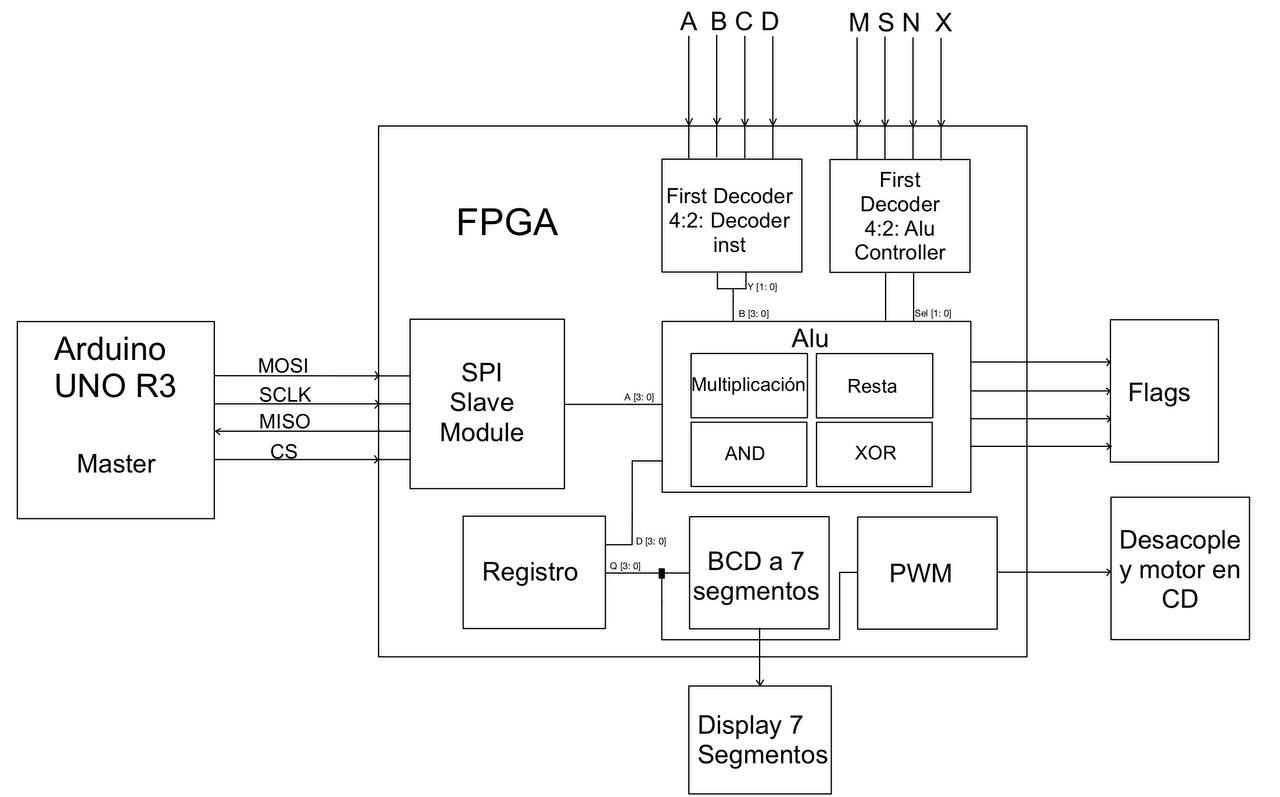 A B C D
M S N X
FPGA
First Decoder
4:2: Decoder
inst
First
Decoder
4:2: Alu
Controller
Y [1: 0]
B [3: 0]
Sel [1: 0]
Arduino
UNO R3
Master
MOSI
SCLK
MISO
CS
SPI
Slave
Module
A [3: 0]
Alu
Multiplicación
Resta
AND
XOR
Flags
Registro
D [3: 0]
Q [3: 0]
BCD a 7
segmentos
PWM
Desacople
y motor en
CD
Display 7
Segmentos